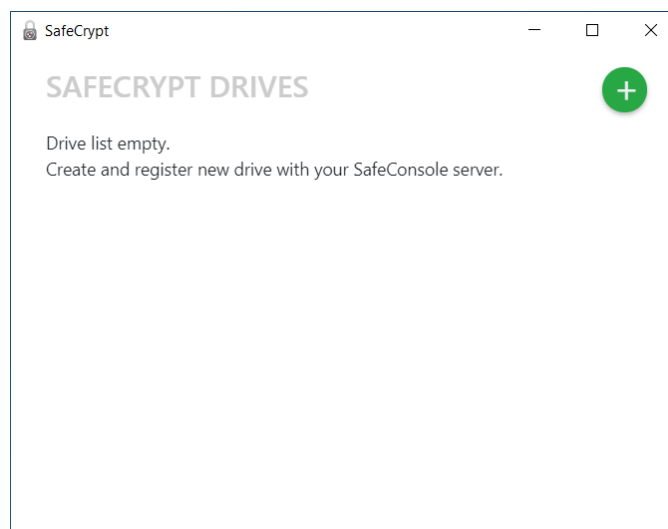 SafeCrypt
SAFECRYPT DRIVES
Drive list empty.
Create and register new drive with your SafeConsole server.